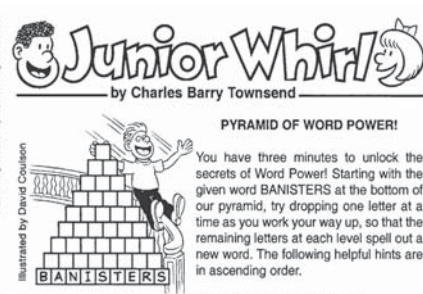 Junior Whirl
by Charles Barry Townsend
PYRAMID OF WORD POWER!
You have three minutes to unlock the
secrets of Word Power! Starting with the
given word BANISTERS at the bottom of
our pyramid, try dropping one letter at a
time as you work your way up, so that the
remaining letters at each level spell out a
new word. The following helpful hints are
in ascending order.
Illustrated by David Coulson
BANISTERS